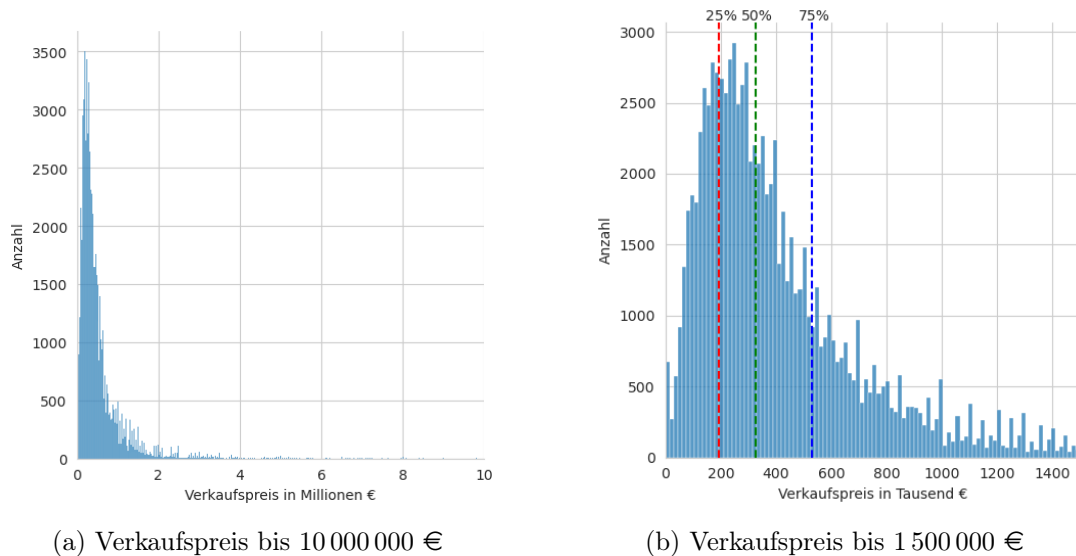 3500
3000
2500
2000
1500
1000
500
0
Anzahl
0 2 4 6 8 10
Verkaufspreis in Millionen €
(a) Verkaufspreis bis 10 000 000 €
25% 50% 75%
3000
2500
2000
1500
1000
500
0
Anzahl
0 200 400 600 800 1000 1200 1400
Verkaufspreis in Tausend €
(b) Verkaufspreis bis 1 500 000 €